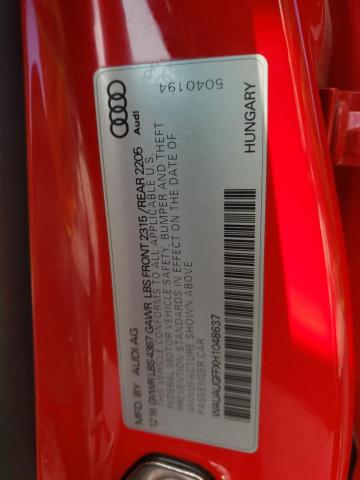 MFD. BY AUDI AG
12/16 GVWR LBS 4387 GAWR LBS FRONT 2315/REAR 2205
THIS VEHICLE CONFORMS TO ALL APPLICABLE U.S.
FEDERAL MOTOR VEHICLE SAFETY, BUMPER AND THEFT
PREVENTION STANDARDS IN EFFECT ON THE DATE OF
MANUFACTURE SHOWN ABOVE
PASSENGER CAR
WAUAUGFFXH1048637
HUNGARY
Audi
5040194